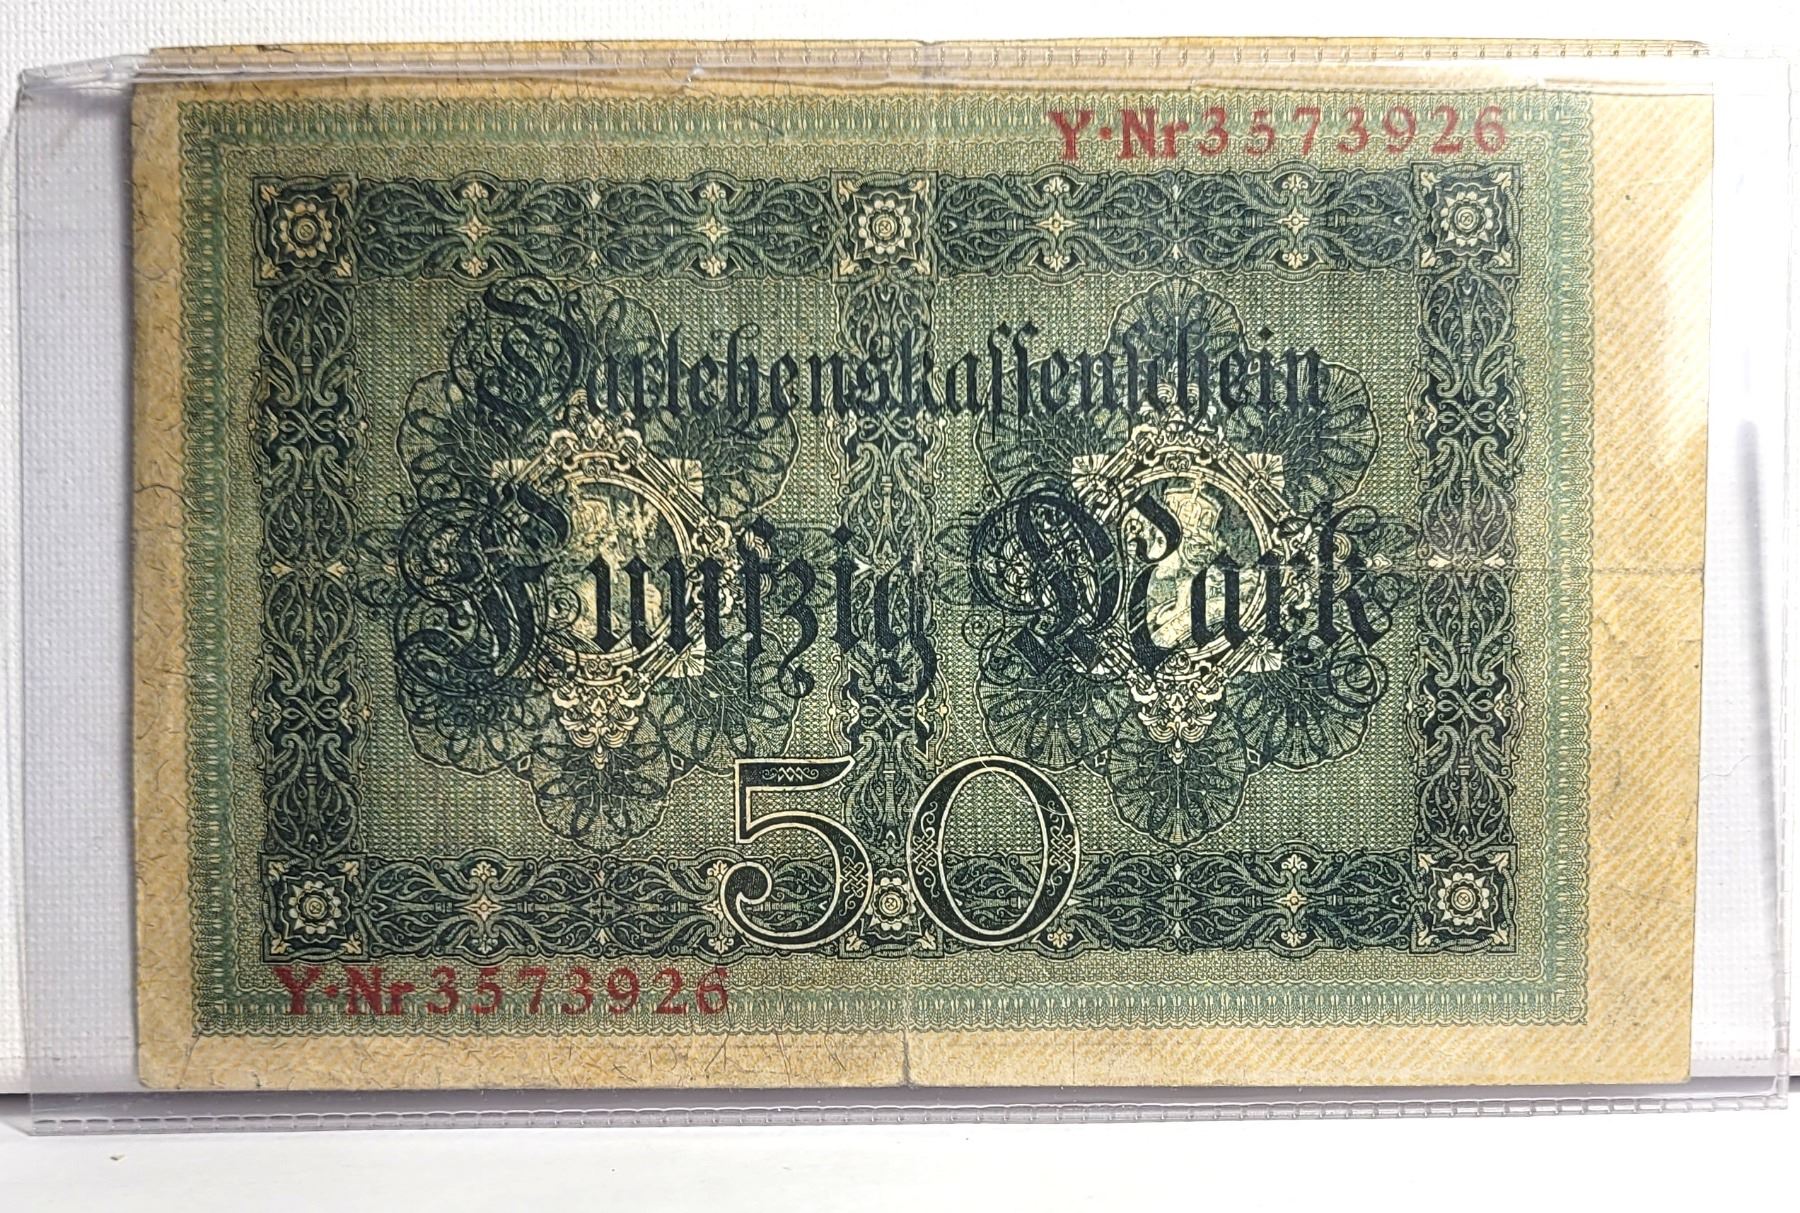 Y·Nr 3573926
Darlehenskassenschein
Fünfzig Mark
50
Y·Nr 3573926